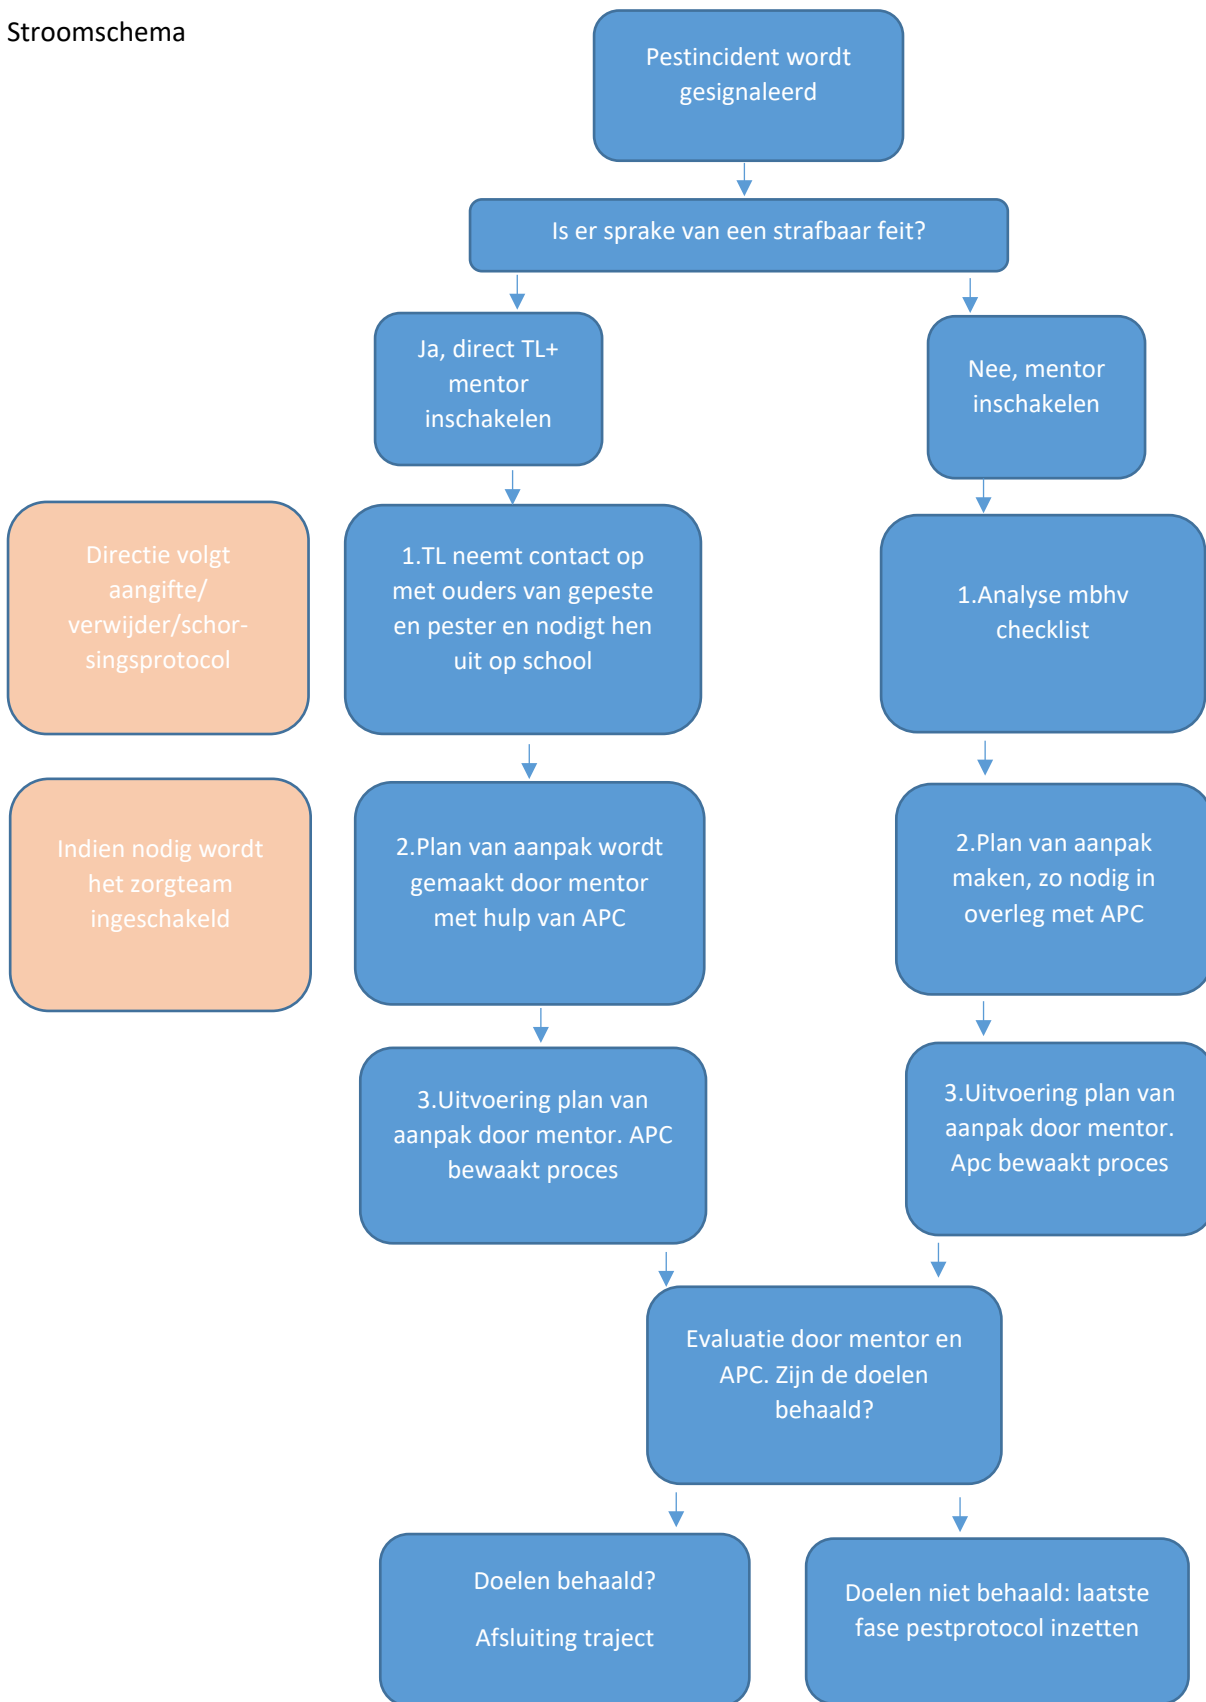 Stroomschema
Pestincident wordt
gesignaleerd
Is er sprake van een strafbaar feit?
Ja, direct TL+
mentor
inschakelen
Nee, mentor
inschakelen
Directie volgt
aangifte/
verwijder/schor-
singsprotocol
1.TL neemt contact op
met ouders van gepeste
en pester en nodigt hen
uit op school
1.Analyse mbhv
checklist
Indien nodig wordt
het zorgteam
ingeschakeld
2.Plan van aanpak wordt
gemaakt door mentor
met hulp van APC
2.Plan van aanpak
maken, zo nodig in
overleg met APC
3.Uitvoering plan van
aanpak door mentor. APC
bewaakt proces
3.Uitvoering plan van
aanpak door mentor.
Apc bewaakt proces
Evaluatie door mentor en
APC. Zijn de doelen
behaald?
Doelen behaald?
Afsluiting traject
Doelen niet behaald: laatste
fase pestprotocol inzetten